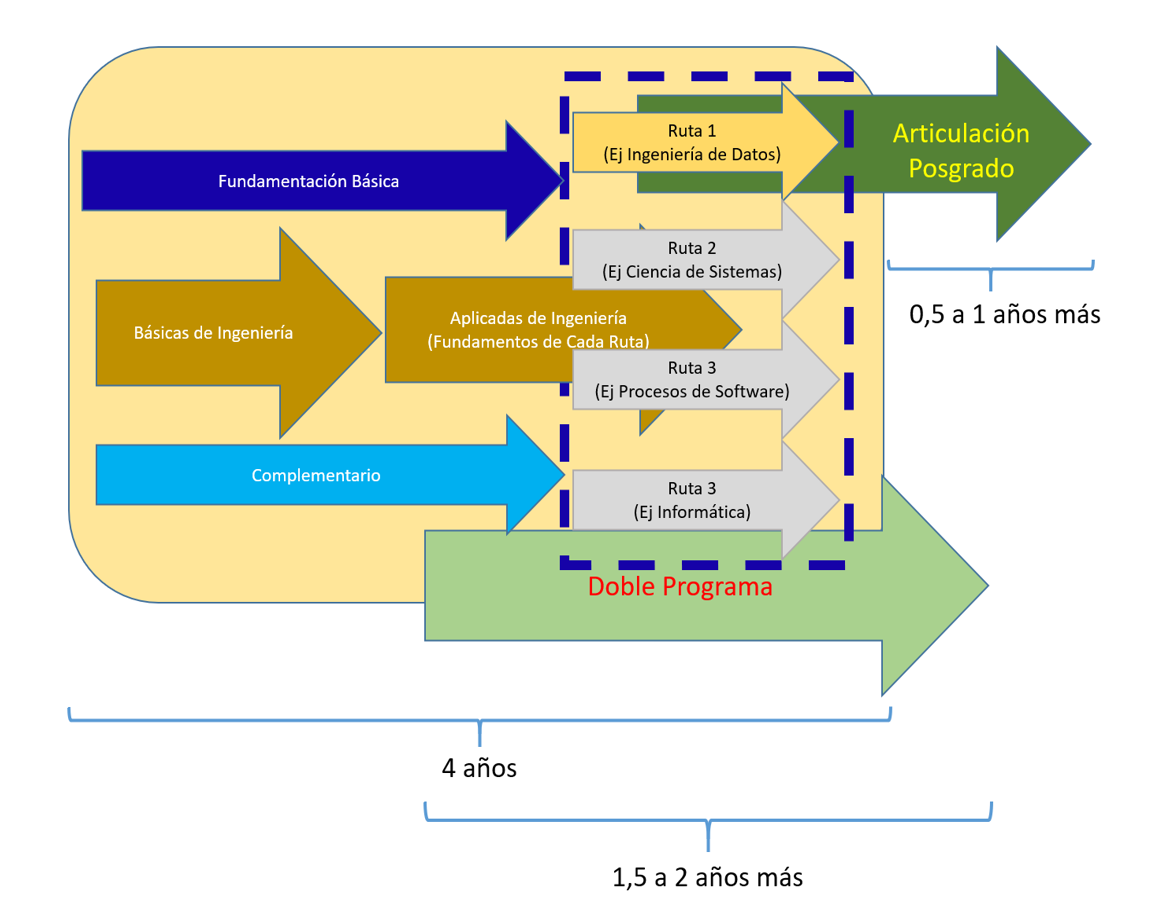 Ruta 1
(Ej Ingeniería de Datos)
Articulación
Posgrado
Fundamentación Básica
Ruta 2
(Ej Ciencia de Sistemas)
0,5 a 1 años más
Básicas de Ingeniería
Aplicadas de Ingeniería
(Fundamentos de Cada Ruta)
Ruta 3
(Ej Procesos de Software)
Complementario
Ruta 3
(Ej Informática)
Doble Programa
4 años
1,5 a 2 años más